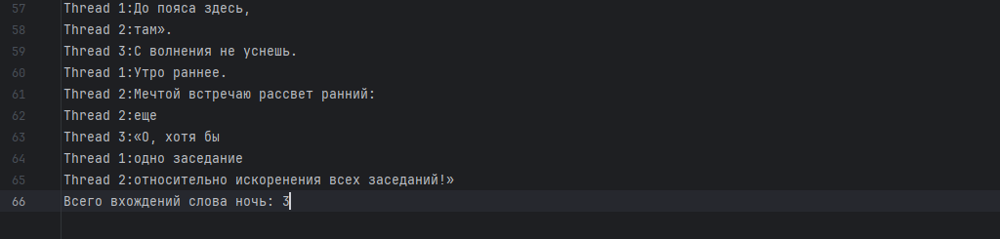 57 Thread 1:До пояса здесь,
58 Thread 2:там».
59 Thread 3:С волнения не уснешь.
60 Thread 1:Утро раннее.
61 Thread 2:Мечтой встречаю рассвет ранний:
62 Thread 2:еще
63 Thread 3:«О, хотя бы
64 Thread 1:одно заседание
65 Thread 2:относительно искоренения всех заседаний!»
66 Всего вхождений слова ночь: 3